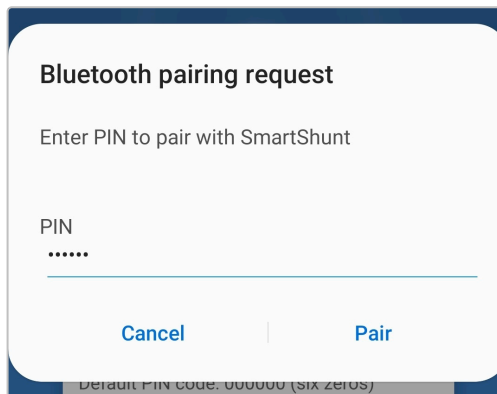 Bluetooth pairing request
Enter PIN to pair with SmartShunt
PIN
••••••
Cancel
Pair
Default PIN code: 000000 (six zeros)